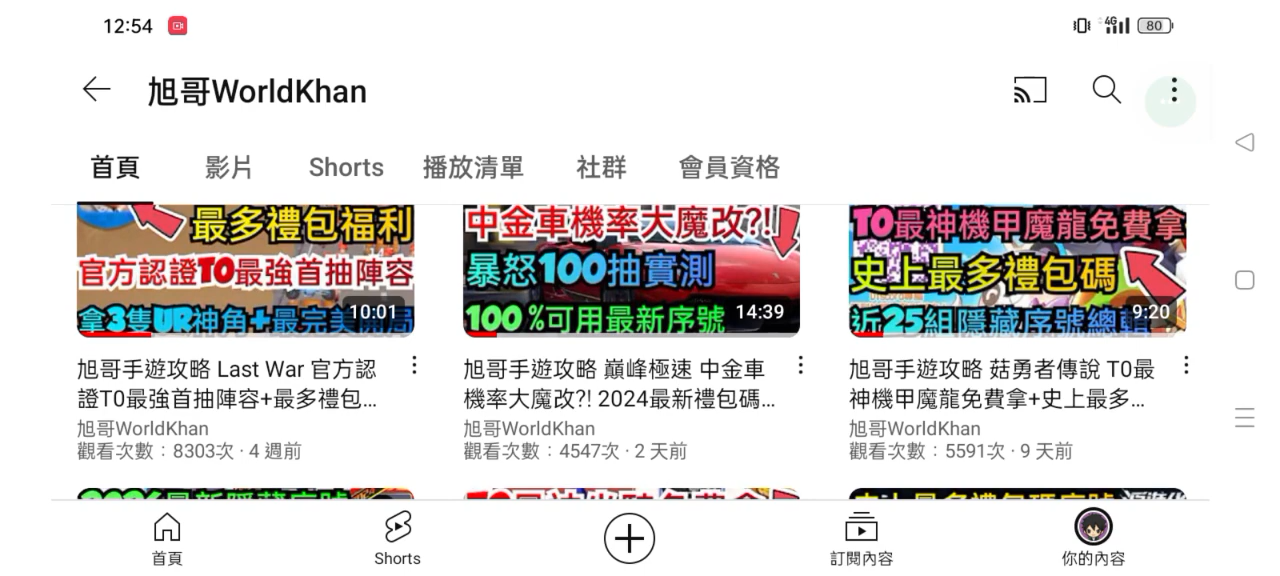 12:54
4G
80
旭哥WorldKhan
首頁
影片
Shorts
播放清單
社群
會員資格
最多禮包福利
官方認證T0最強首抽陣容
拿3隻UR神角+最完美開局
10:01
中金車機率大魔改?!
暴怒100抽實測
100%可用最新序號
14:39
T0最神機甲魔龍免費拿
史上最多禮包碼
近25組隱藏序號總輯
9:20
旭哥手遊攻略 Last War 官方認
證T0最強首抽陣容+最多禮包...
旭哥WorldKhan
觀看次數：8303次 · 4 週前
旭哥手遊攻略 巔峰極速 中金車
機率大魔改?! 2024最新禮包碼...
旭哥WorldKhan
觀看次數：4547次 · 2 天前
旭哥手遊攻略 菇勇者傳說 T0最
神機甲魔龍免費拿+史上最多...
旭哥WorldKhan
觀看次數：5591次 · 9 天前
首頁
Shorts
訂閱內容
你的內容